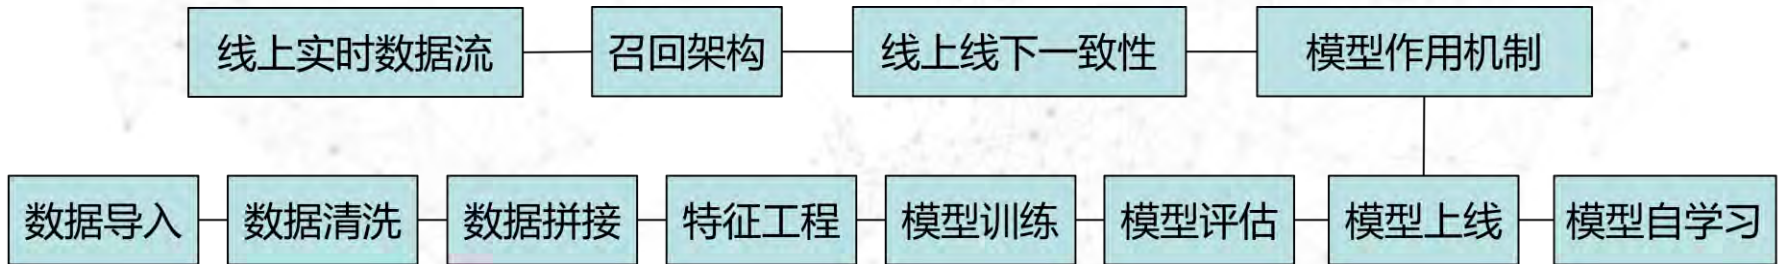 线上实时数据流 召回架构 线上线下一致性 模型作用机制
数据导入 数据清洗 数据拼接 特征工程 模型训练 模型评估 模型上线 模型自学习